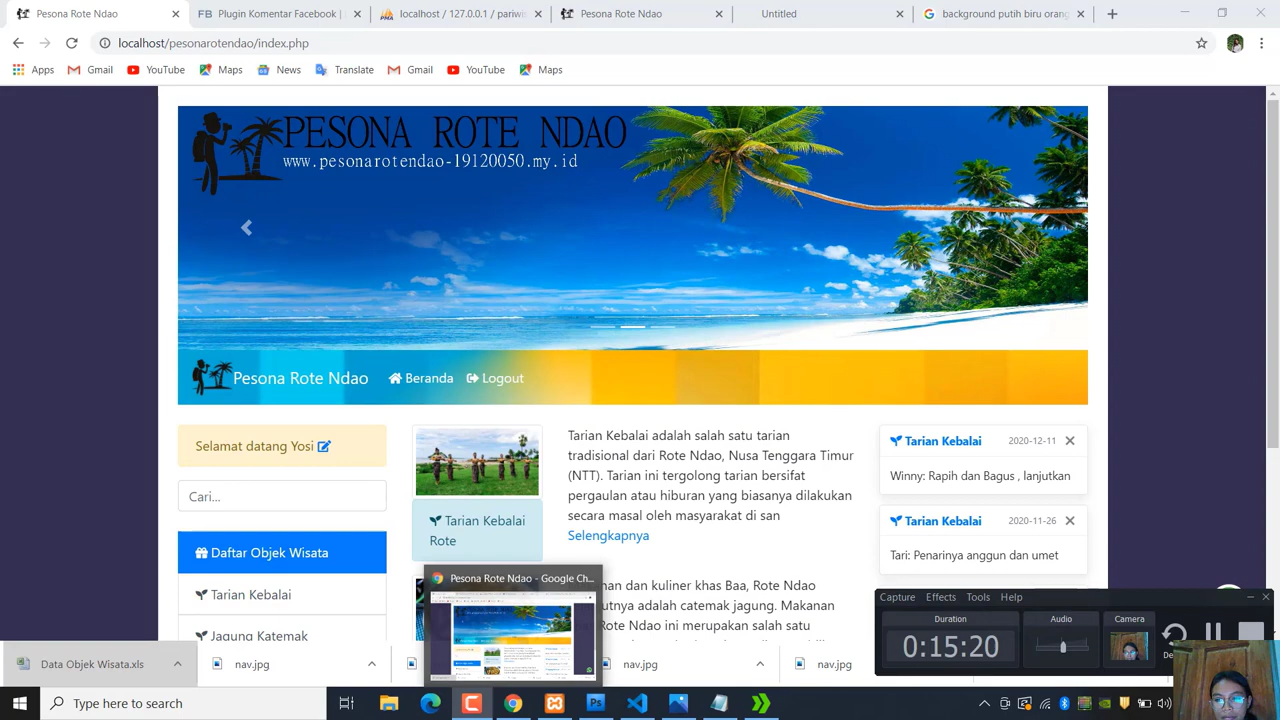 Pesona Rote Ndao
Plugin Komentar Facebook |
localhost / 127.0.0.1 / pariwis
Pesona Rote Ndao
Untitled
background putih biru orang
localhost/pesonarotendao/index.php
Apps
Gmail
YouTube
Maps
News
Translate
Gmail
YouTube
Maps
PESONA ROTE NDAO
www.pesonarotendao-19120050.my.id
Pesona Rote Ndao
Beranda
Logout
Selamat datang Yosi
Cari...
Daftar Objek Wisata
Tarian Kebalai
Jagung Katemak
Tarian Kebalai
Rote
Tarian Kebalai adalah salah satu tarian
tradisional dari Rote Ndao, Nusa Tenggara Timur
(NTT). Tarian ini tergolong tarian bersifat
pergaulan atau hiburan yang biasanya dilakukan
secara masal oleh masyarakat di san
Selengkapnya
nan dan kuliner khas Baa, Rote Ndao
utnya adalah catemak jagung. Makanan
Rote Ndao ini merupakan salah satu
Tarian Kebalai
2020-12-11
Winny: Rapih dan Bagus , lanjutkan
Tarian Kebalai
2020-11-26
Tari: Penarinya anggun dan umet
Pesona Rote Ndao - Google Ch...
Capture
Effects
Tools
Help
Duration
Audio
Camera
0:15:20
Data Objek Wisata.xls
nav.jpg
nav.jpg
nav.jpg
Type here to search